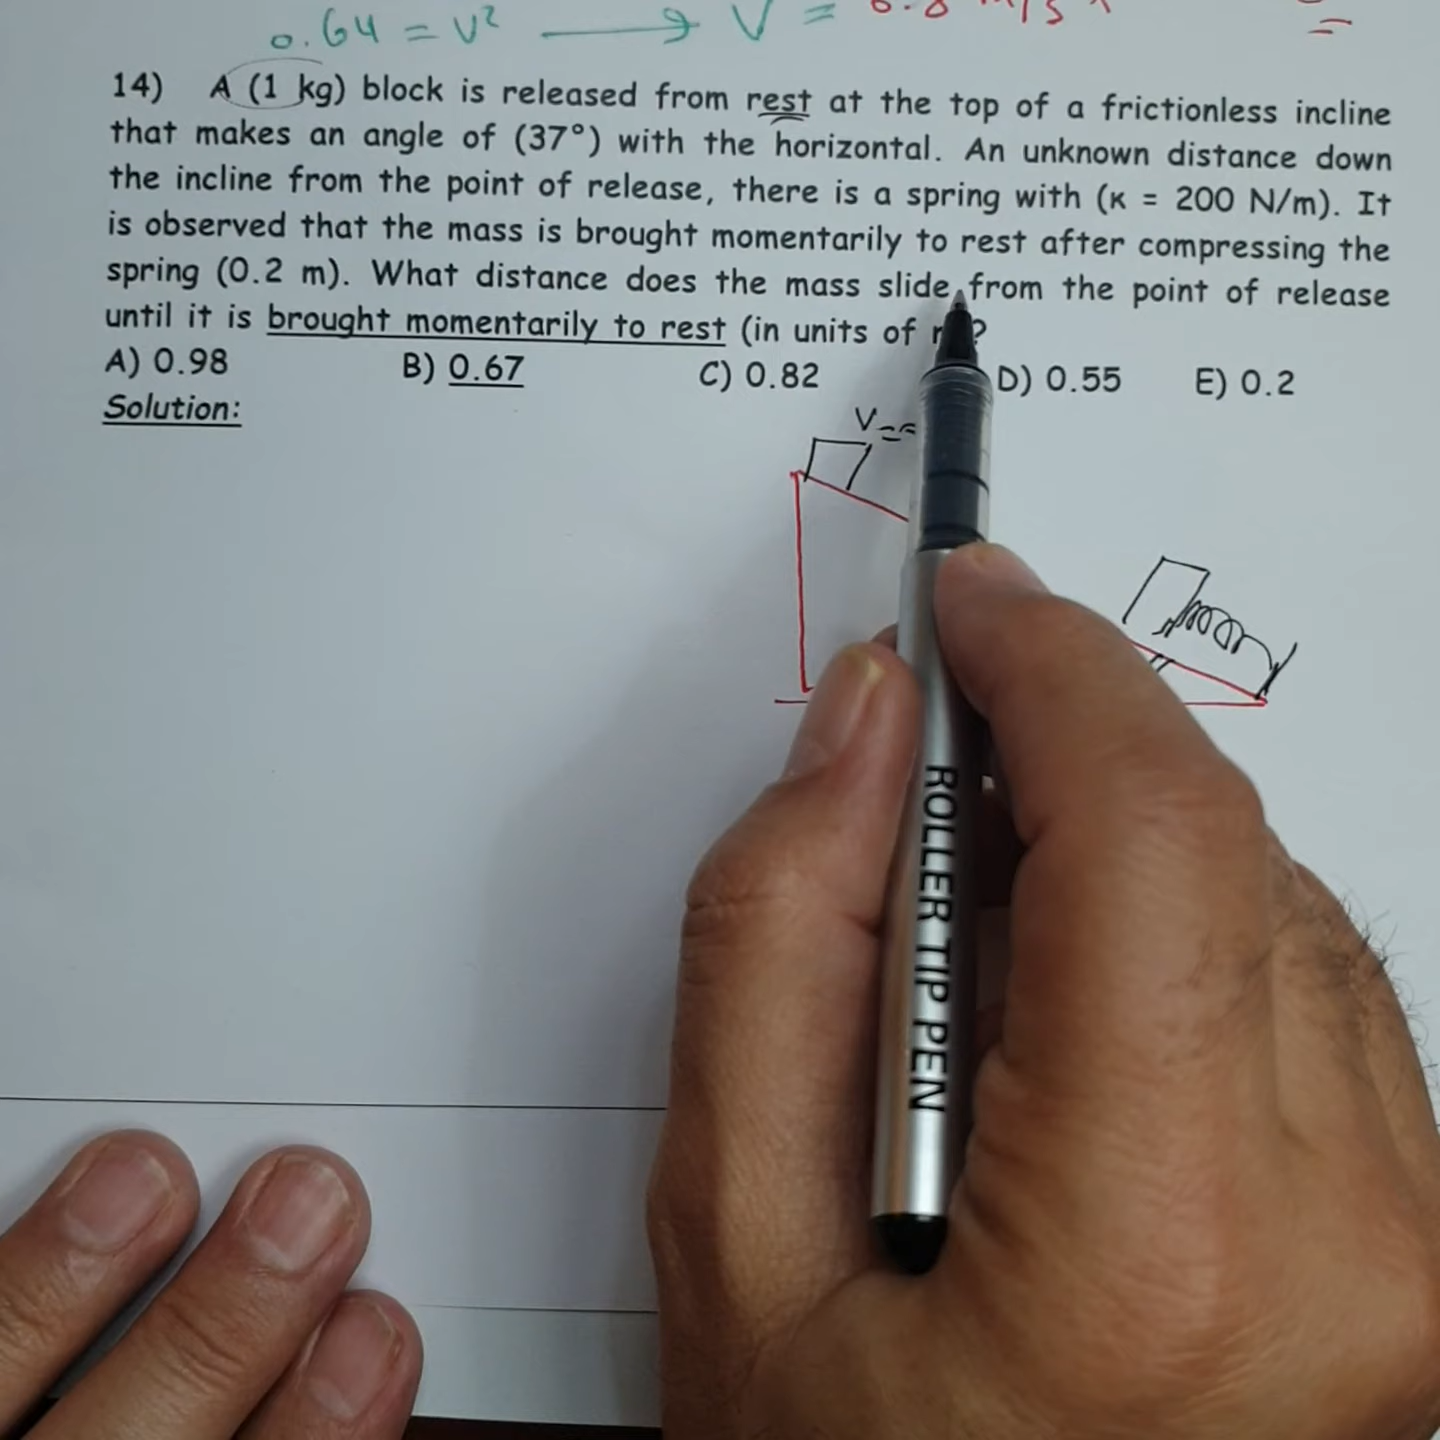 0.64 = V² → V = 0.8 m/s
14) A (1 kg) block is released from rest at the top of a frictionless incline
that makes an angle of (37°) with the horizontal. An unknown distance down
the incline from the point of release, there is a spring with (κ = 200 N/m). It
is observed that the mass is brought momentarily to rest after compressing the
spring (0.2 m). What distance does the mass slide from the point of release
until it is brought momentarily to rest (in units of ?
A) 0.98 B) 0.67 C) 0.82 D) 0.55 E) 0.2
Solution:
V =
ROLLER TIP PEN